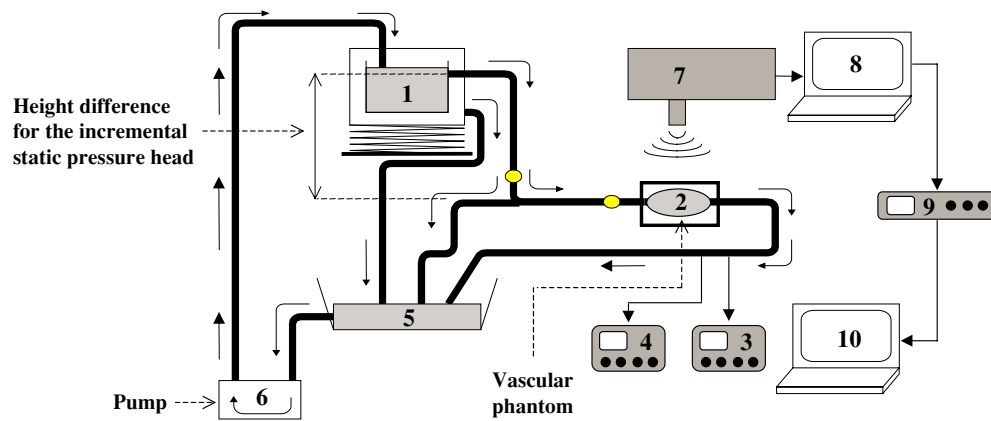 1
7
8
Height difference
for the incremental
static pressure head
2
9
5
4
3
10
Vascular
phantom
Pump
6